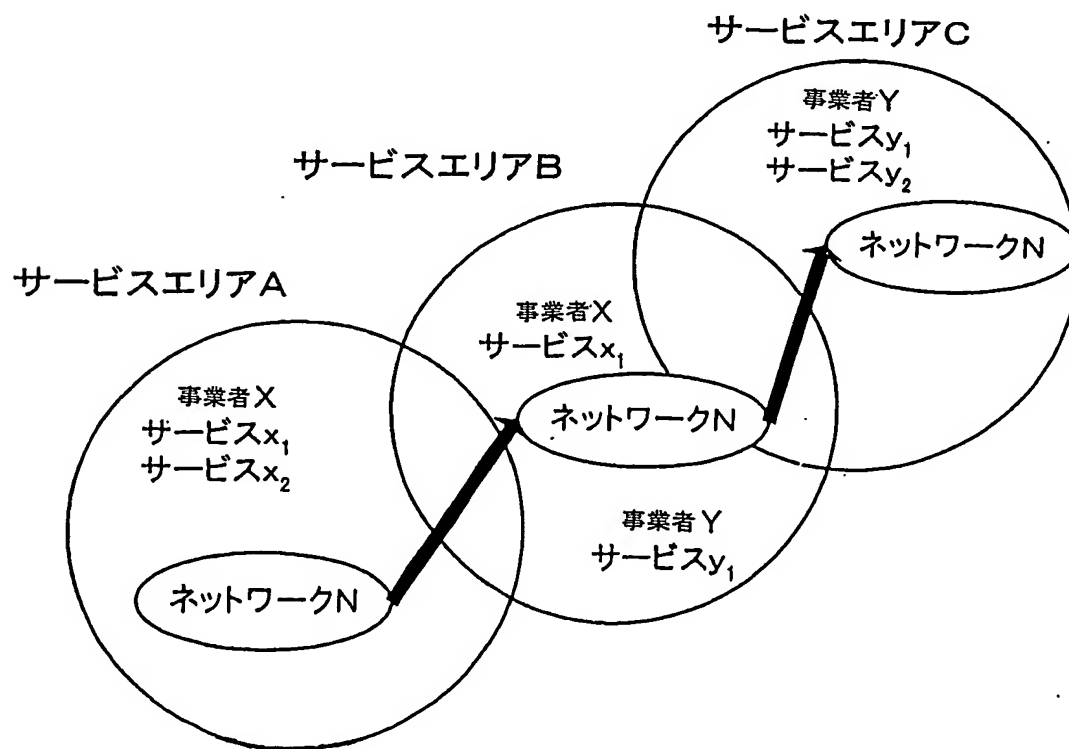 サービスエリアC
事業者Y
サービスy₁
サービスy₂
ネットワークN
サービスエリアB
事業者X
サービスx₁
ネットワークN
事業者Y
サービスy₁
サービスエリアA
事業者X
サービスx₁
サービスx₂
ネットワークN